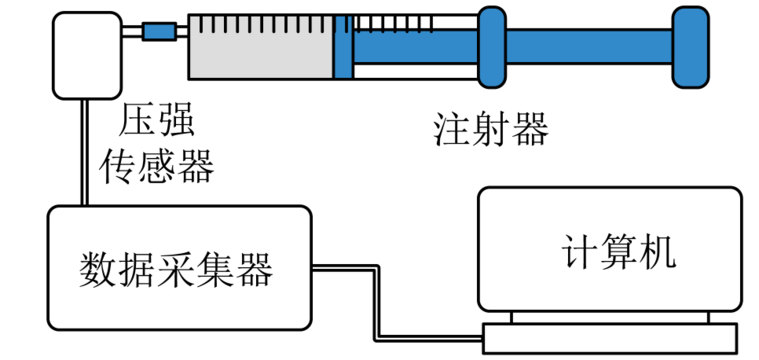 压强
传感器
注射器
数据采集器
计算机